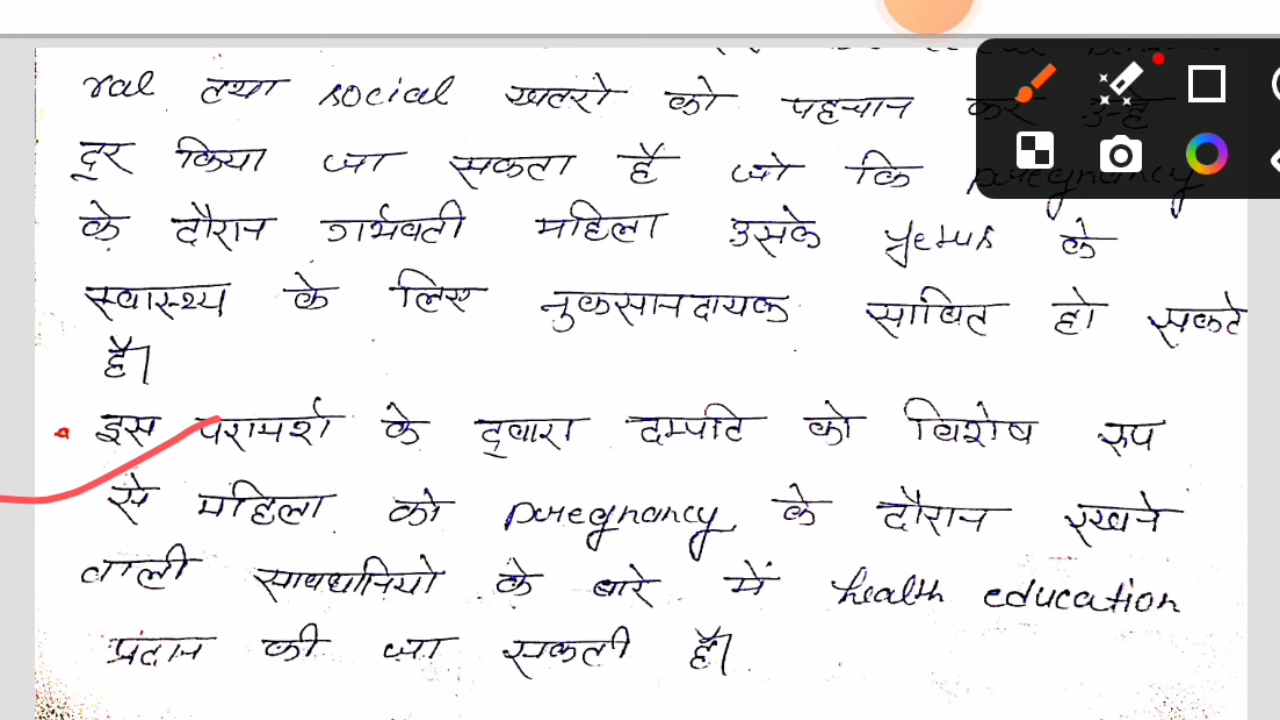 ral तथा social खतरो को पहचान कर उन्हे
दूर किया जा सकता है जो कि pregnancy
के दौरान गर्भवती महिला उसके
स्वास्थ्य के लिए नुकसानदायक साबित हो सकते
है।
इस परामर्श के द्वारा दम्पति को विशेष रुप
से महिला को pregnancy के दौरान रखने
वाली सावधानियो के बारे में health education
प्रदान की जा सकती है।